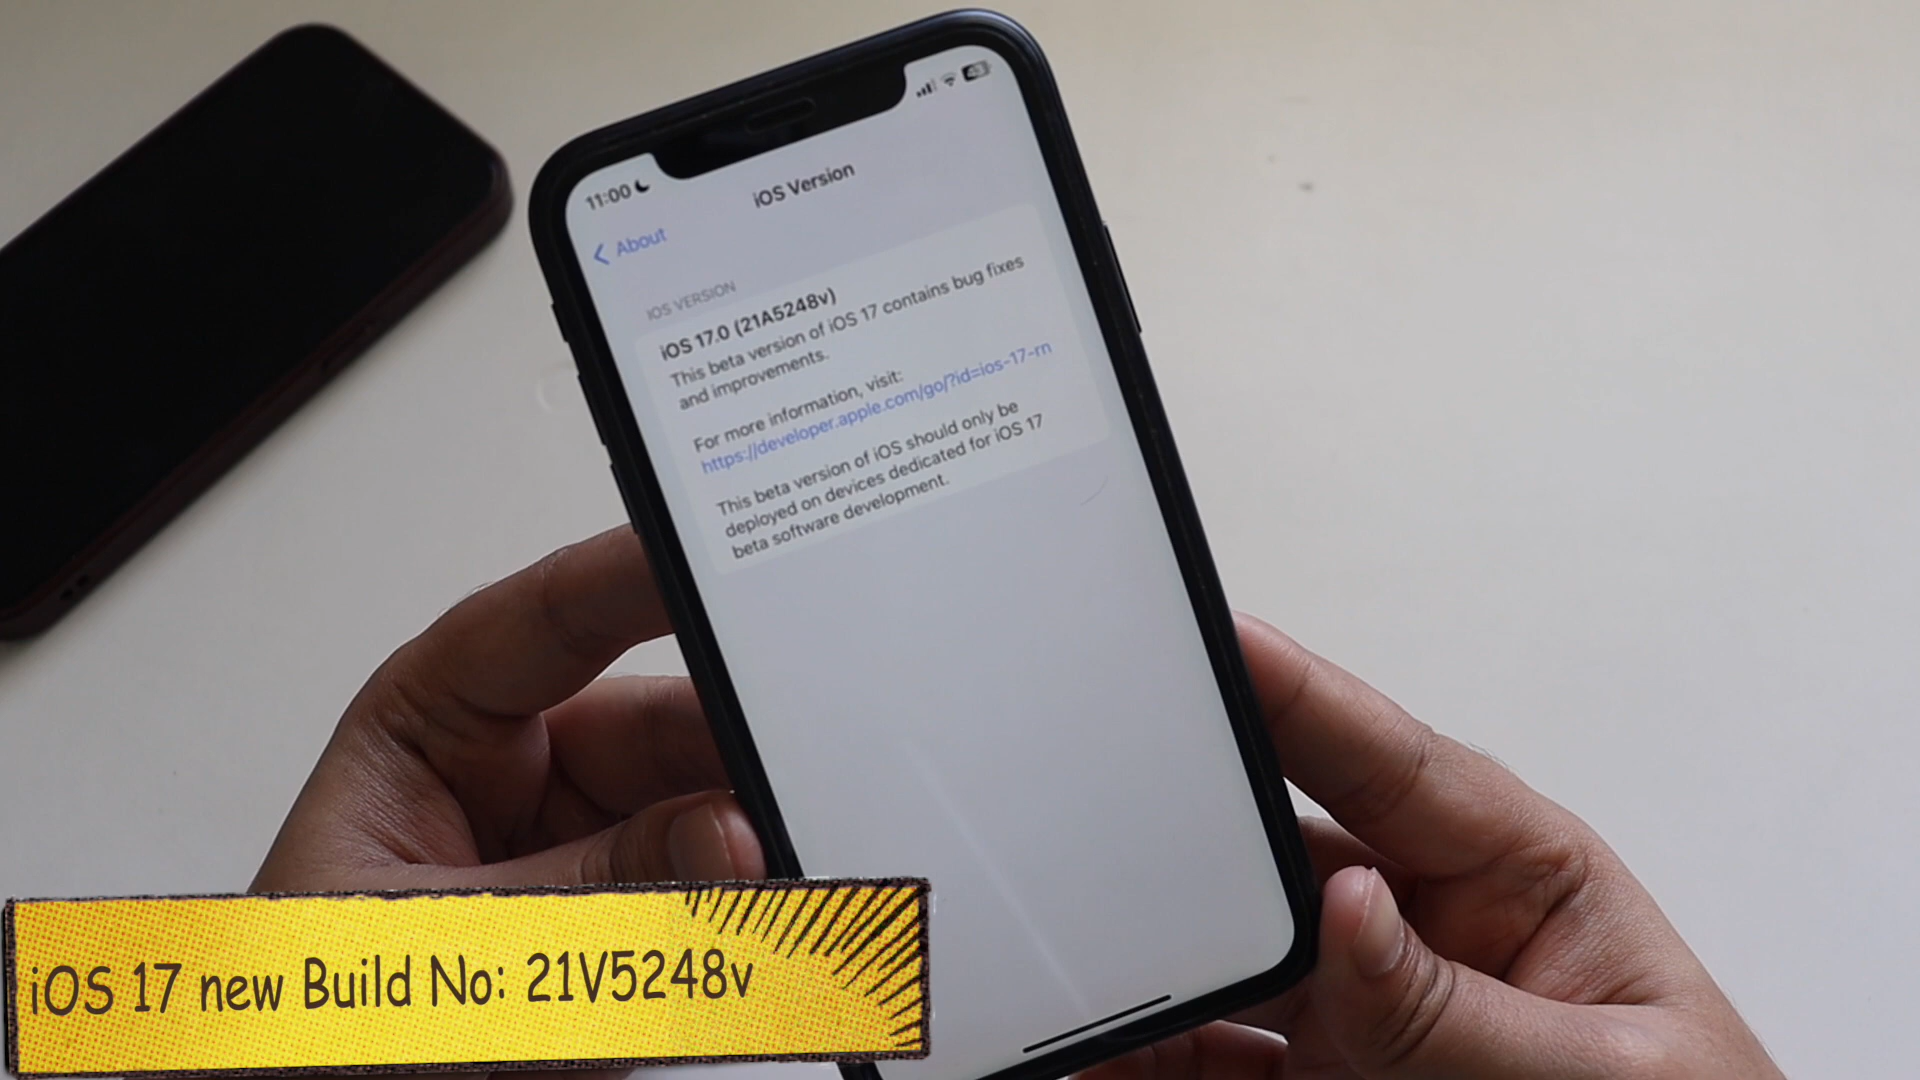 11:00
iOS Version
About
iOS VERSION
iOS 17.0 (21A5248v)
This beta version of iOS 17 contains bug fixes
and improvements.
For more information, visit:
https://developer.apple.com/go/?id=ios-17-rn
This beta version of iOS should only be
deployed on devices dedicated for iOS 17
beta software development.
iOS 17 new Build No: 21V5248v